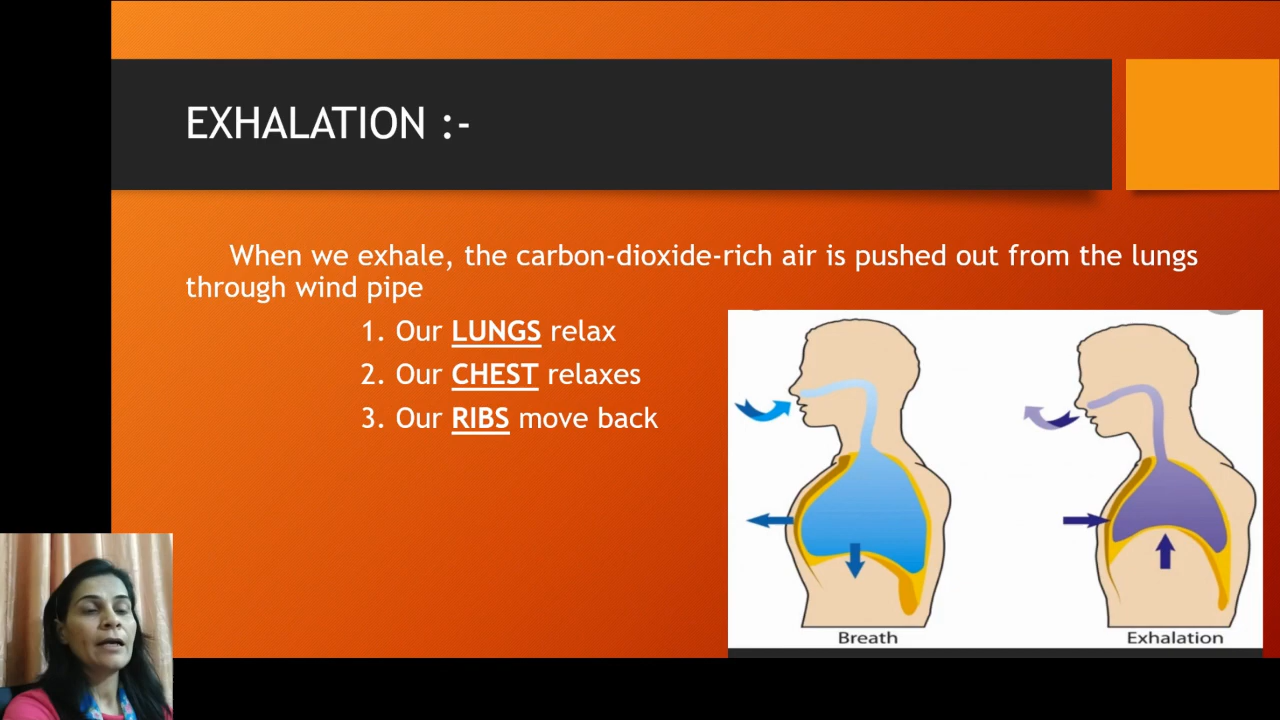 EXHALATION :-
When we exhale, the carbon-dioxide-rich air is pushed out from the lungs
through wind pipe
1. Our LUNGS relax
2. Our CHEST relaxes
3. Our RIBS move back
Breath
Exhalation